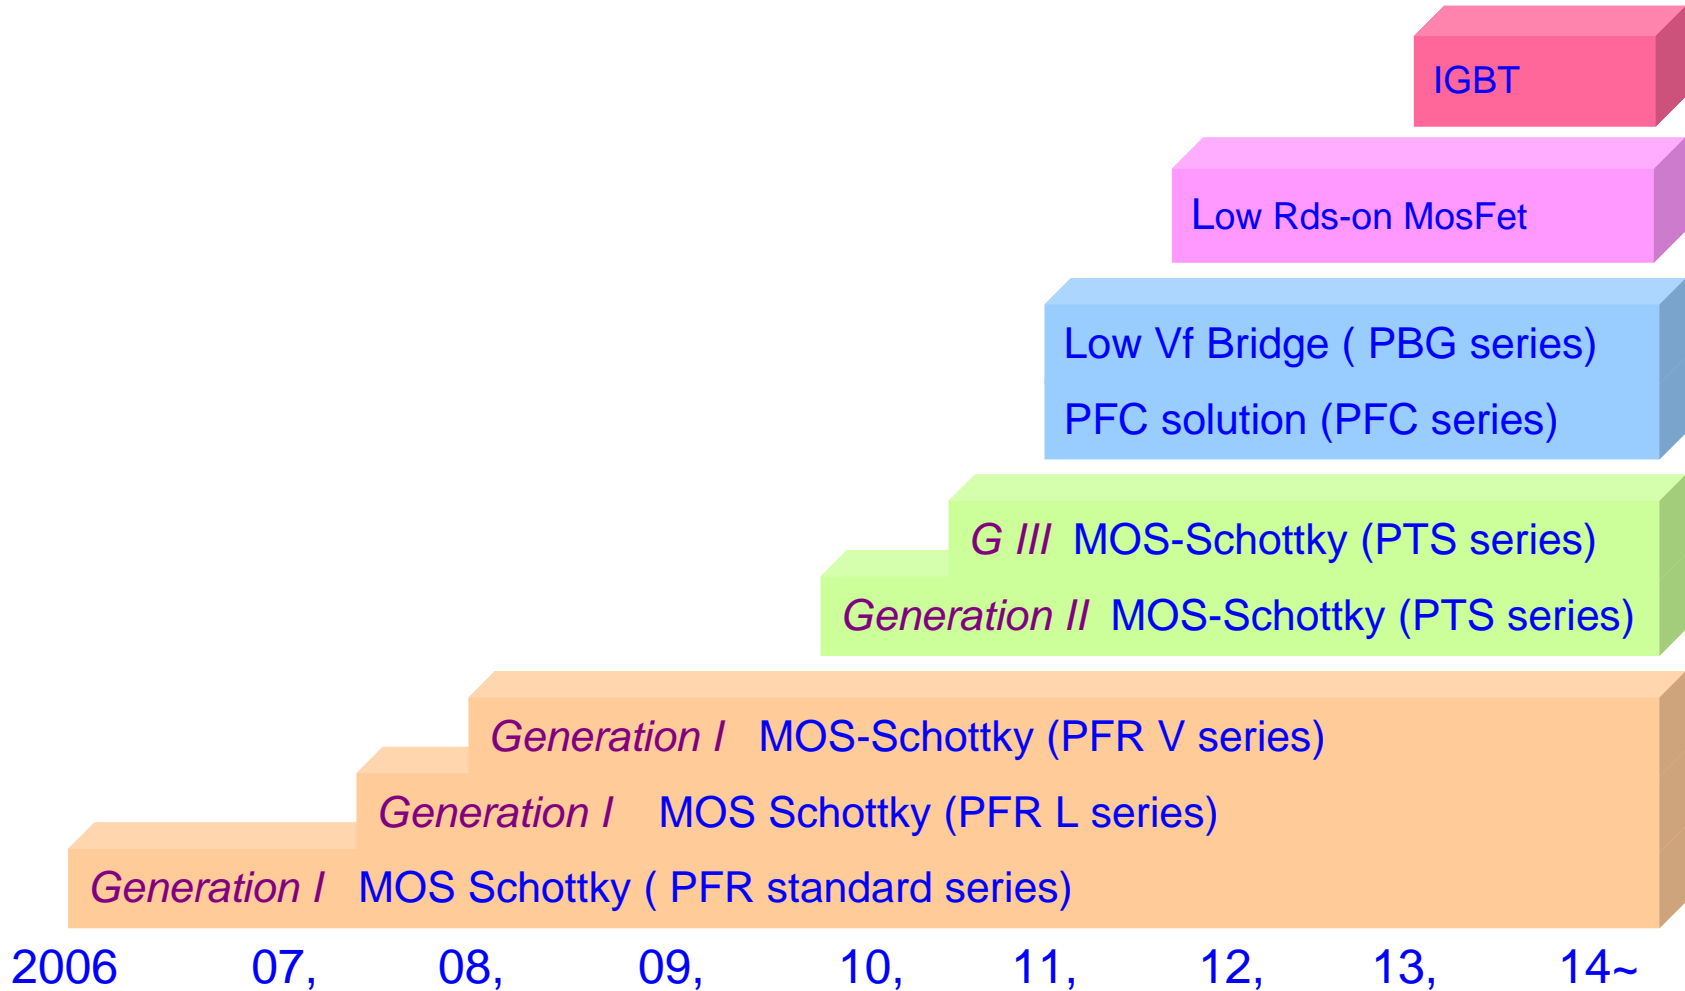 IGBT
Low Rds-on MosFet
Low Vf Bridge ( PBG series)
PFC solution (PFC series)
G III MOS-Schottky (PTS series)
Generation II MOS-Schottky (PTS series)
Generation I MOS-Schottky (PFR V series)
Generation I MOS Schottky (PFR L series)
Generation I MOS Schottky ( PFR standard series)
2006 07, 08, 09, 10, 11, 12, 13, 14~